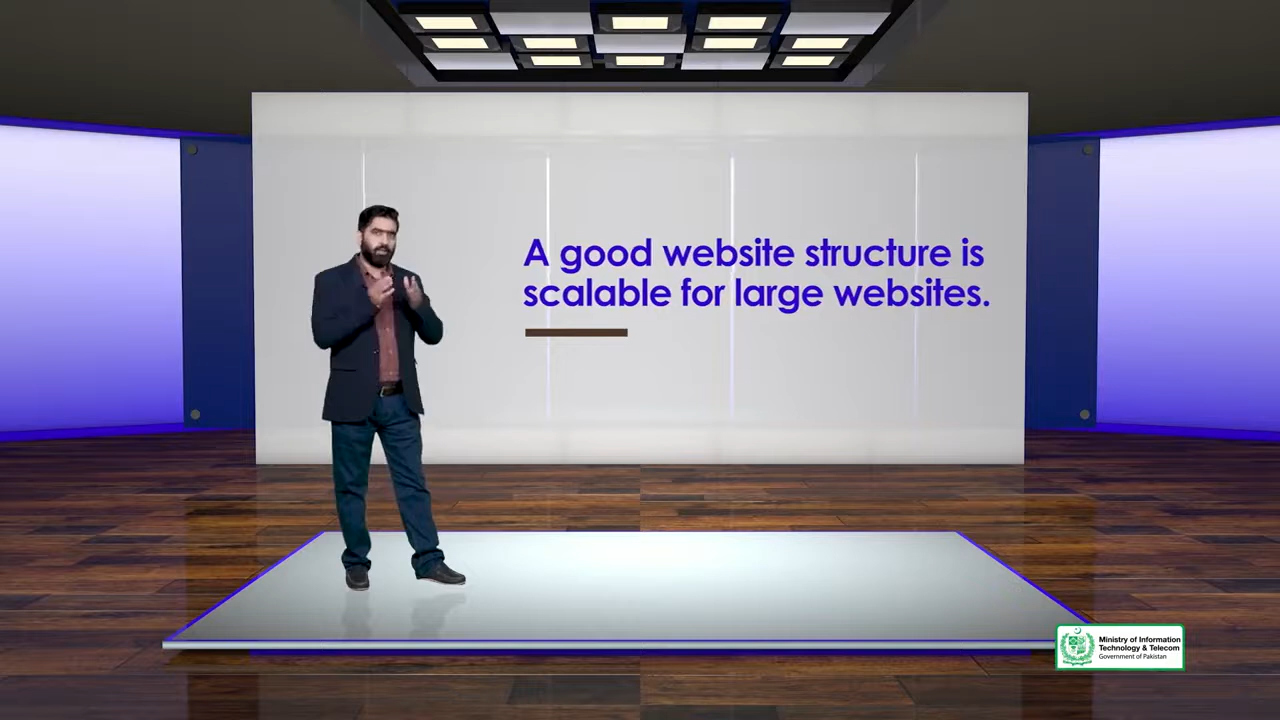 A good website structure is
scalable for large websites.
Ministry of Information
Technology & Telecom
Government of Pakistan